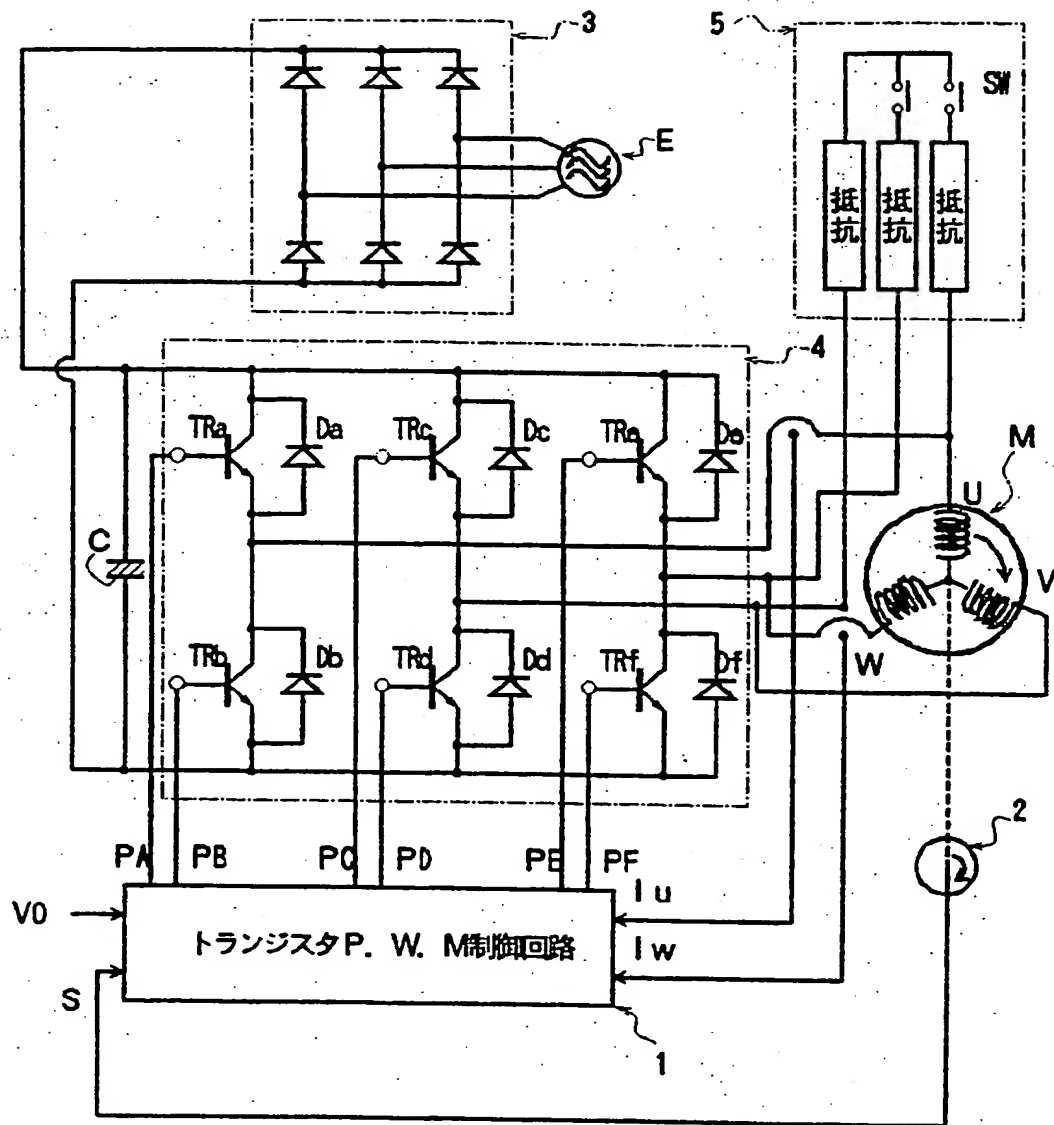 3
5
SW
E
抵抗
抵抗
抵抗
4
TRa
Da
TRc
Dc
TRe
De
M
U
C
V
TRb
Db
TRd
Dd
TRf
Df
W
2
PA
PB
PC
PD
PE
PF
Iu
V0
トランジスタP. W. M制御回路
Iw
S
1